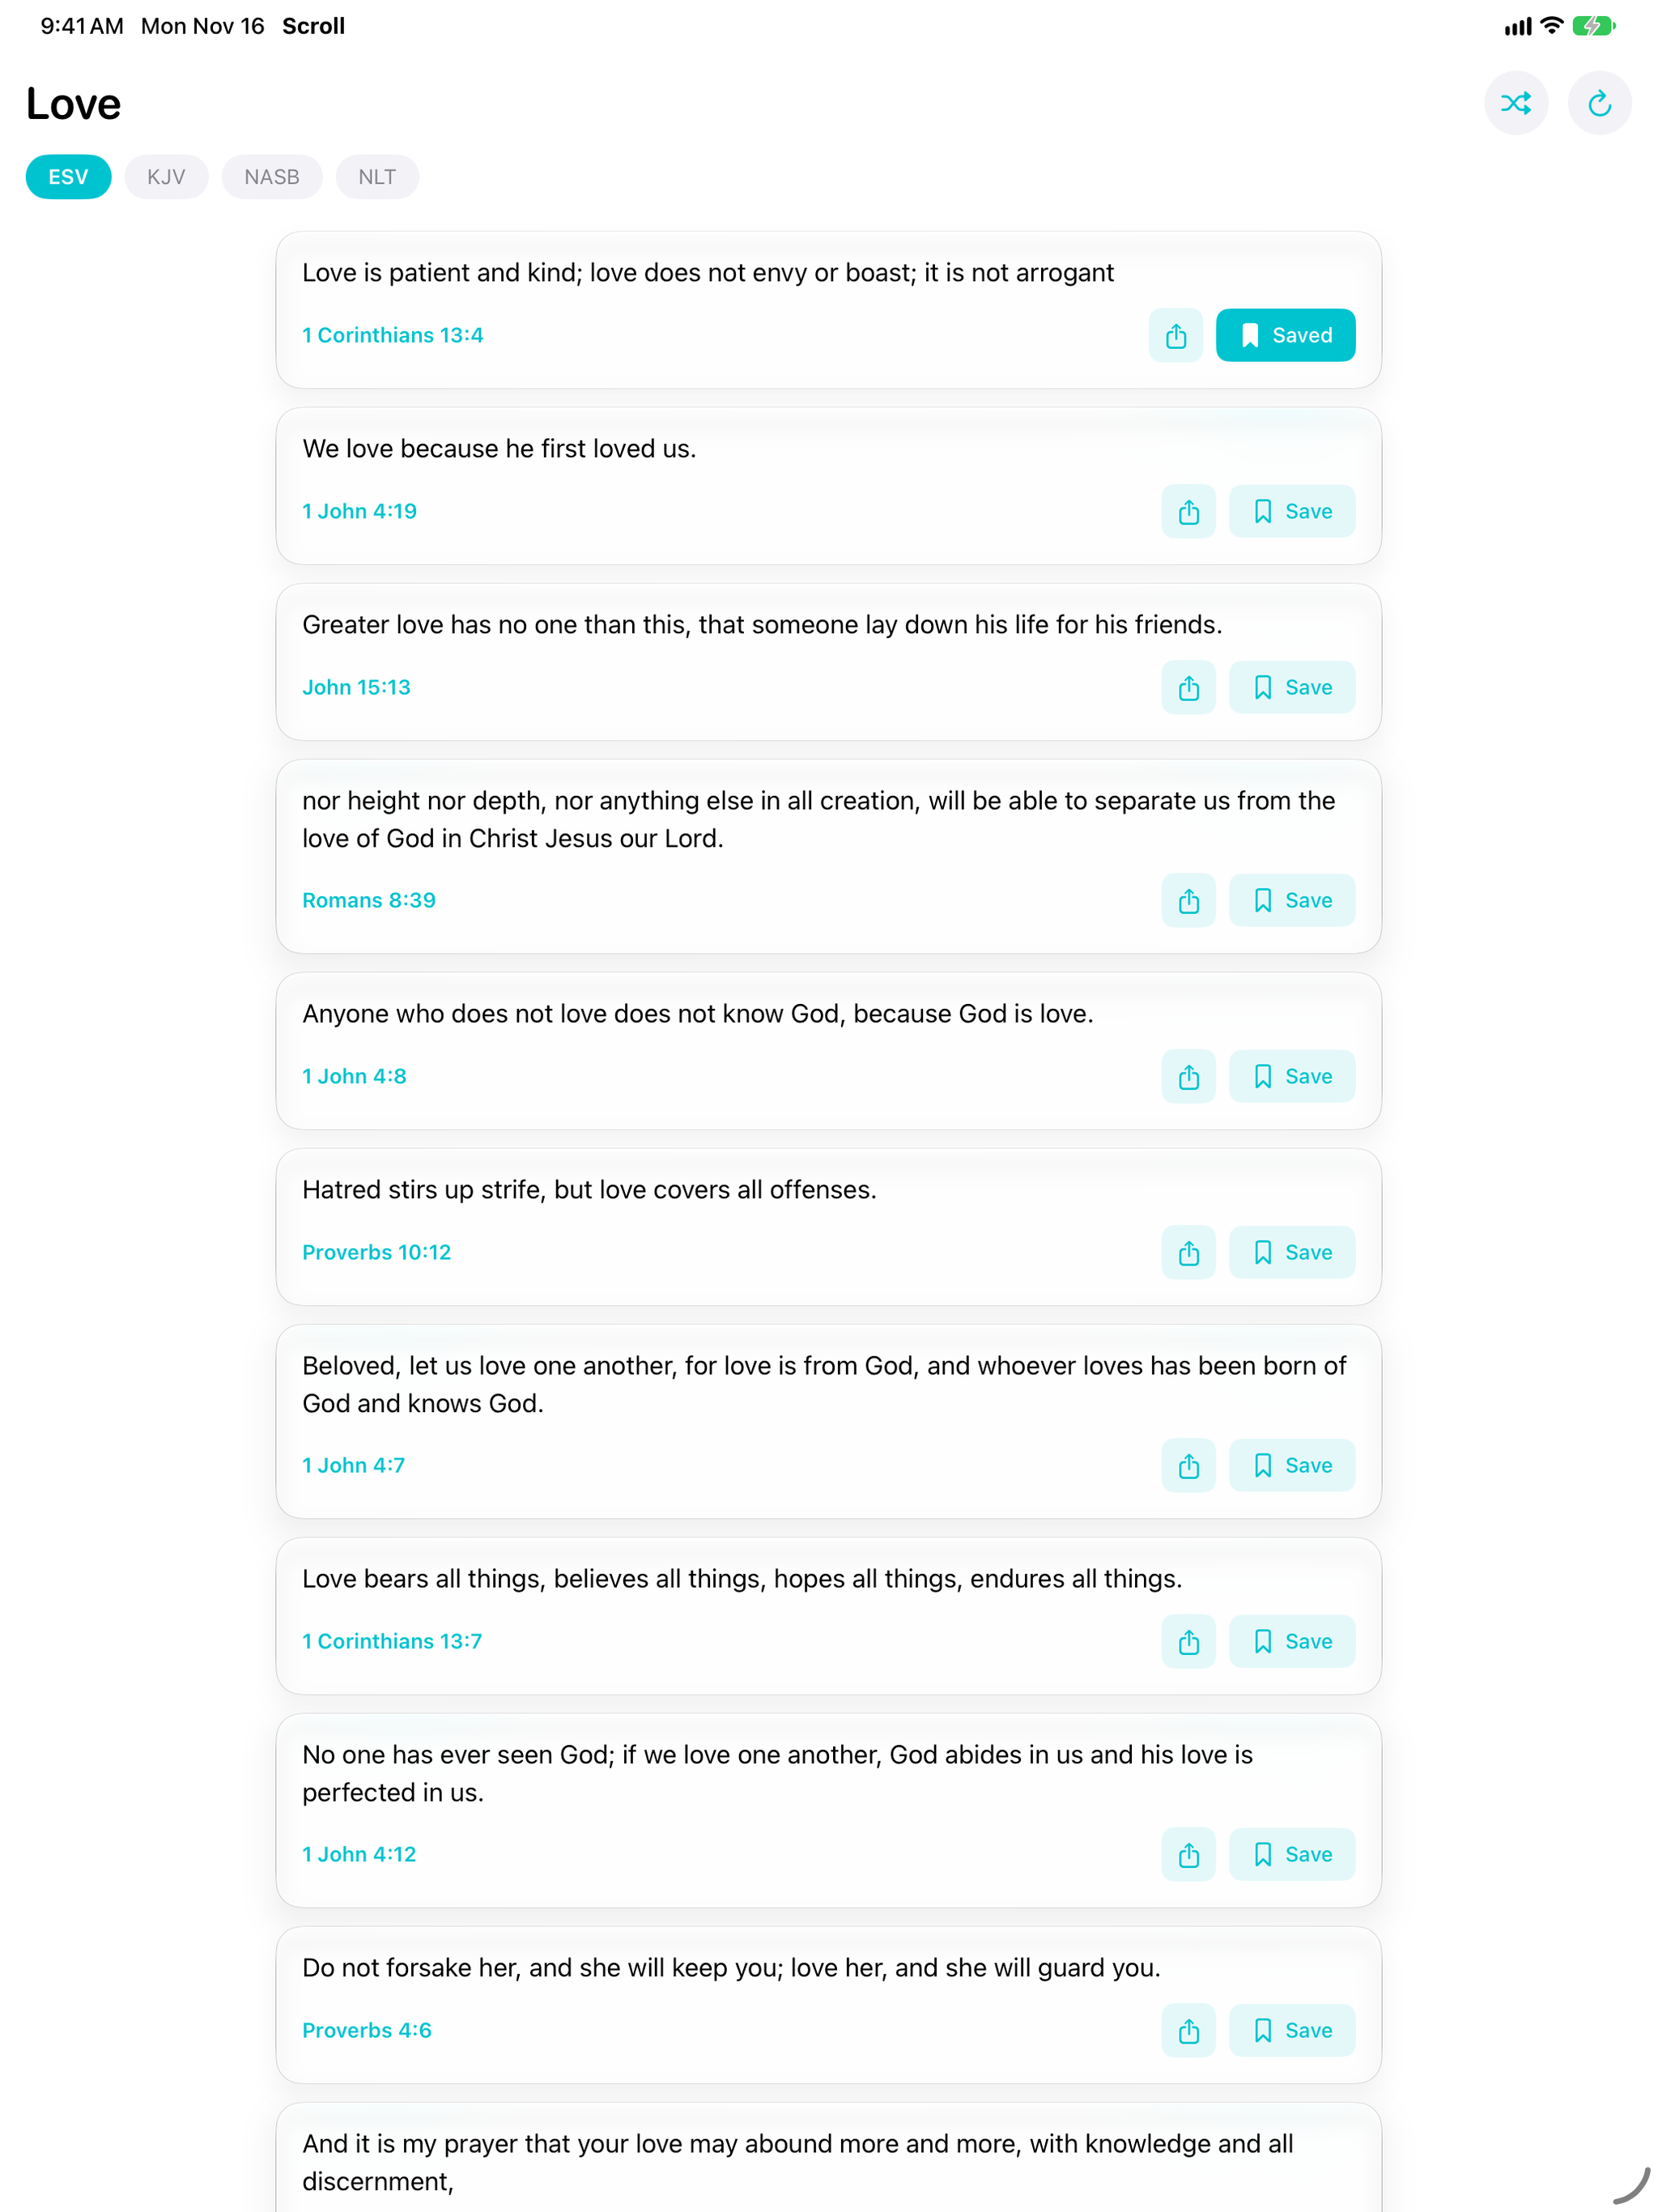 9:41 AM Mon Nov 16 Scroll
Love
ESV KJV NASB NLT
Love is patient and kind; love does not envy or boast; it is not arrogant
1 Corinthians 13:4 Saved
We love because he first loved us.
1 John 4:19 Save
Greater love has no one than this, that someone lay down his life for his friends.
John 15:13 Save
nor height nor depth, nor anything else in all creation, will be able to separate us from the
love of God in Christ Jesus our Lord.
Romans 8:39 Save
Anyone who does not love does not know God, because God is love.
1 John 4:8 Save
Hatred stirs up strife, but love covers all offenses.
Proverbs 10:12 Save
Beloved, let us love one another, for love is from God, and whoever loves has been born of
God and knows God.
1 John 4:7 Save
Love bears all things, believes all things, hopes all things, endures all things.
1 Corinthians 13:7 Save
No one has ever seen God; if we love one another, God abides in us and his love is
perfected in us.
1 John 4:12 Save
Do not forsake her, and she will keep you; love her, and she will guard you.
Proverbs 4:6 Save
And it is my prayer that your love may abound more and more, with knowledge and all
discernment,